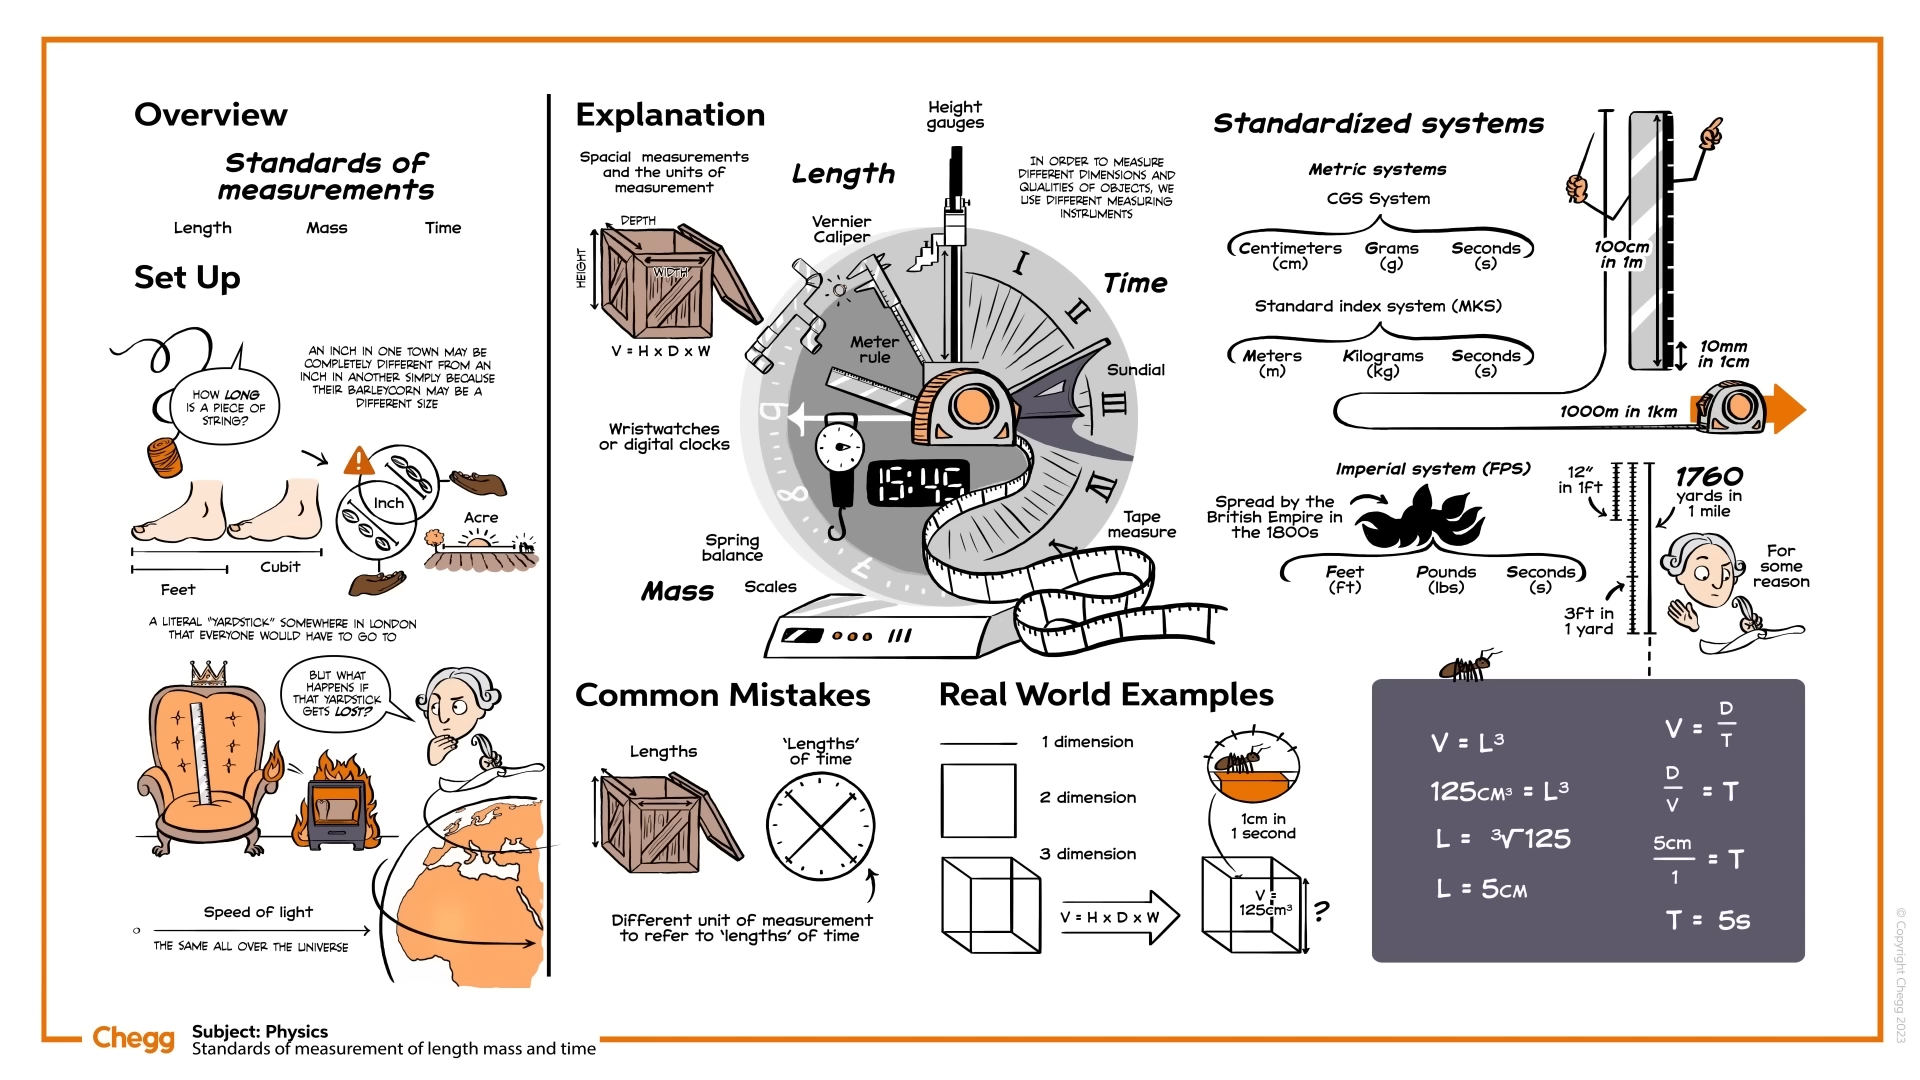 Overview
Standards of
measurements
Length
Mass
Time
Set Up
HOW LONG
IS A PIECE OF
STRING?
AN INCH IN ONE TOWN MAY BE
COMPLETELY DIFFERENT FROM AN
INCH IN ANOTHER SIMPLY BECAUSE
THEIR BARLEYCORN MAY BE A
DIFFERENT SIZE
Inch
Acre
Cubit
Feet
A LITERAL "YARDSTICK" SOMEWHERE IN LONDON
THAT EVERYONE WOULD HAVE TO GO TO
BUT WHAT
HAPPENS IF
THAT YARDSTICK
GETS LOST?
Speed of light
THE SAME ALL OVER THE UNIVERSE
Explanation
Spacial measurements
and the units of
measurement
DEPTH
HEIGHT
WIDTH
V = H x D x W
Length
Height
gauges
IN ORDER TO MEASURE
DIFFERENT DIMENSIONS AND
QUALITIES OF OBJECTS, WE
USE DIFFERENT MEASURING
INSTRUMENTS
Vernier
Caliper
Time
Meter
rule
Sundial
I
II
III
IV
V
7
8
9
15:45
Wristwatches
or digital clocks
Spring
balance
Tape
measure
Mass
Scales
Common Mistakes
Lengths
'Lengths'
of time
Different unit of measurement
to refer to 'lengths' of time
Real World Examples
1 dimension
2 dimension
3 dimension
V = H x D x W
1cm in
1 second
V =
125cm³
?
Standardized systems
Metric systems
CGS System
Centimeters
(cm)
Grams
(g)
Seconds
(s)
Standard index system (MKS)
Meters
(m)
Kilograms
(kg)
Seconds
(s)
100cm
in 1m
10mm
in 1cm
1000m in 1km
Imperial system (FPS)
Spread by the
British Empire in
the 1800s
Feet
(ft)
Pounds
(lbs)
Seconds
(s)
12"
in 1ft
1760
yards in
1 mile
For
some
reason
3ft in
1 yard
V = L³
125CM³ = L³
L = ³√125
L = 5CM
V = D
T
D
V = T
5cm
1 = T
T = 5s
Chegg
Subject: Physics
Standards of measurement of length mass and time
© Copyright Chegg 2023